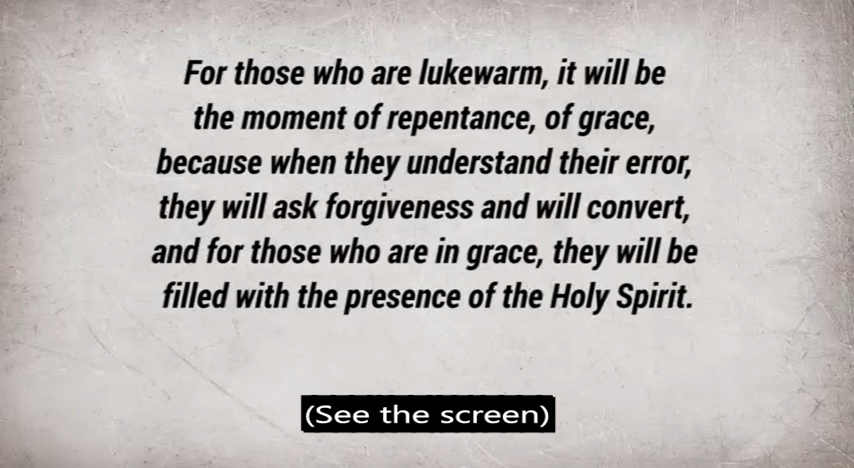 For those who are lukewarm, it will be
the moment of repentance, of grace,
because when they understand their error,
they will ask forgiveness and will convert,
and for those who are in grace, they will be
filled with the presence of the Holy Spirit.
(See the screen)